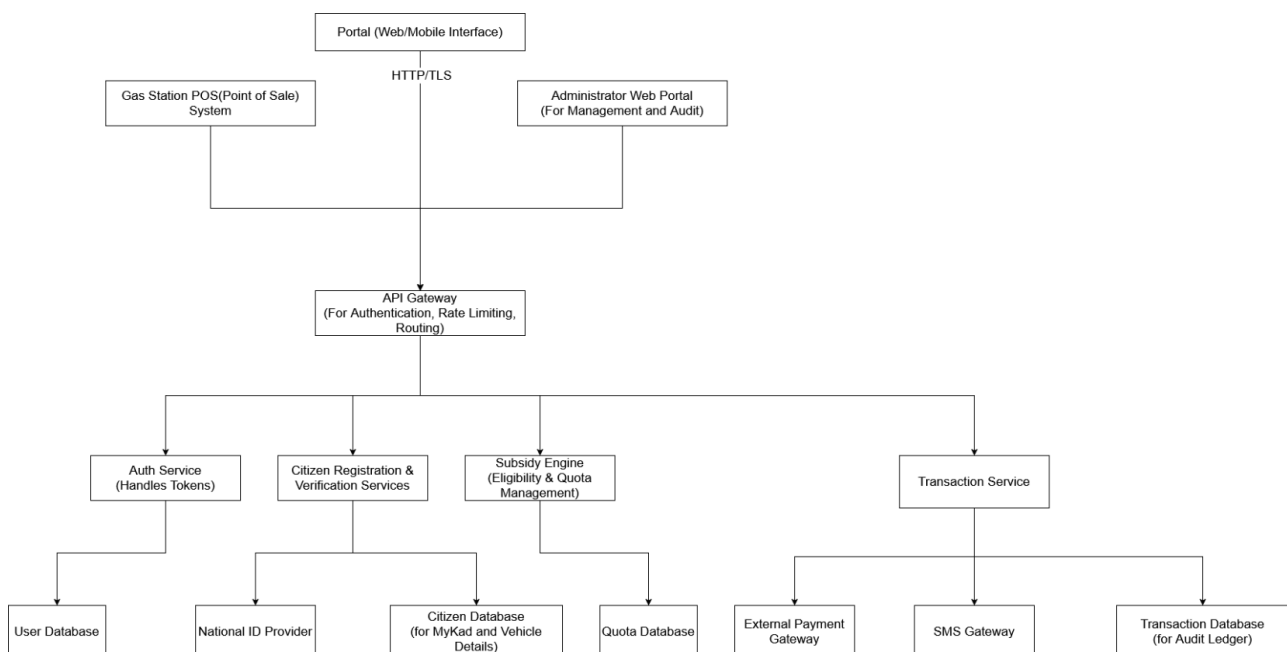 Portal (Web/Mobile Interface)
HTTP/TLS
Gas Station POS(Point of Sale)
System
Administrator Web Portal
(For Management and Audit)
API Gateway
(For Authentication, Rate Limiting,
Routing)
Auth Service
(Handles Tokens)
Citizen Registration &
Verification Services
Subsidy Engine
(Eligibility & Quota
Management)
Transaction Service
User Database
National ID Provider
Citizen Database
(for MyKad and Vehicle
Details)
Quota Database
External Payment
Gateway
SMS Gateway
Transaction Database
(for Audit Ledger)